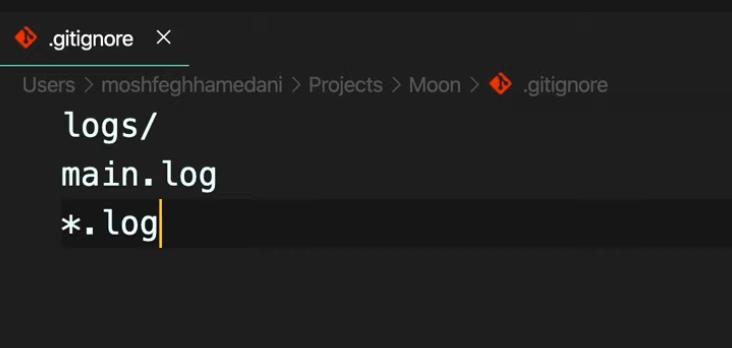 .gitignore
Users > moshfeghhamedani > Projects > Moon > .gitignore
logs/
main.log
*.log